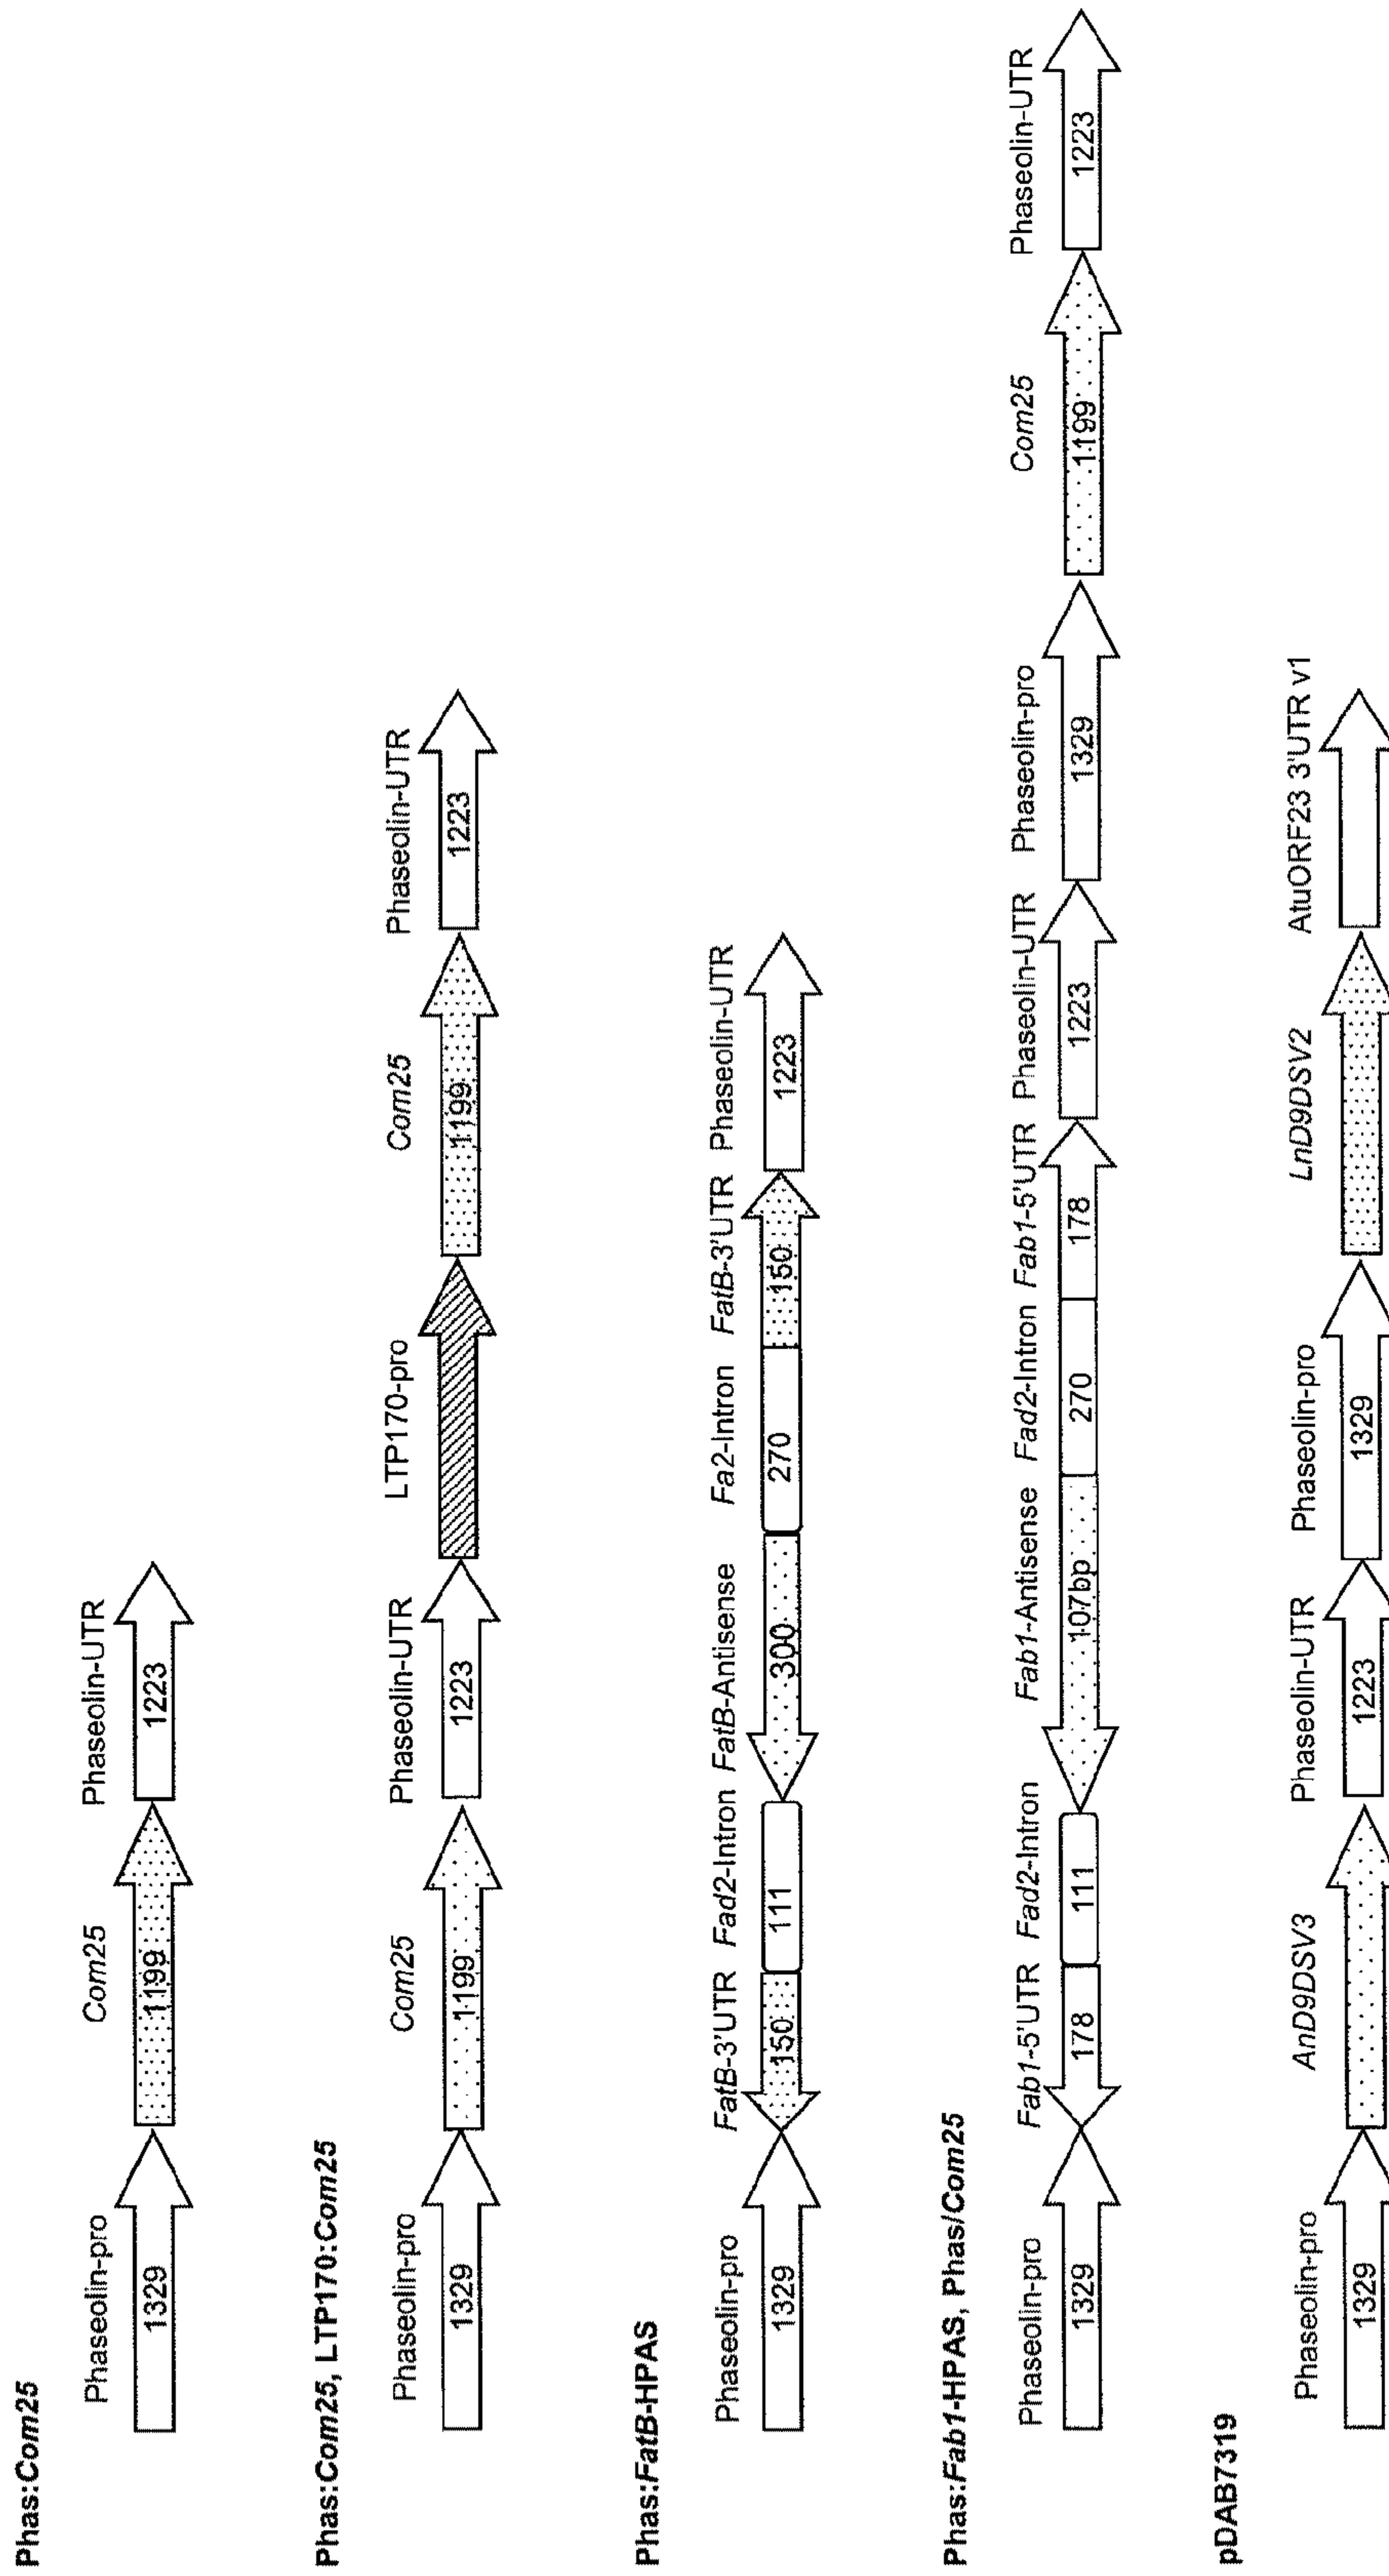 Phas:Com25
Phaseolin-pro Com25 Phaseolin-UTR
1329 1199 1223
Phas:Com25, LTP170:Com25
Phaseolin-pro Com25 Phaseolin-UTR LTP170-pro Com25 Phaseolin-UTR
1329 1199 1223 1199 1223
Phas:FatB-HPAS
Phaseolin-pro FatB-3'UTR Fad2-Intron FatB-Antisense Fa2-Intron FatB-3'UTR Phaseolin-UTR
1329 150 111 300 270 150 1223
Phas:Fab1-HPAS, Phas/Com25
Phaseolin-pro Fab1-5'UTR Fad2-Intron Fab1-Antisense Fad2-Intron Fab1-5'UTR Phaseolin-UTR Phaseolin-pro Com25 Phaseolin-UTR
1329 178 111 107bp 270 178 1223 1329 1199 1223
pDAB7319
Phaseolin-pro AnD9DSV3 Phaseolin-UTR Phaseolin-pro LnD9DSV2 AtuORF23 3'UTR v1
1329 1223 1329